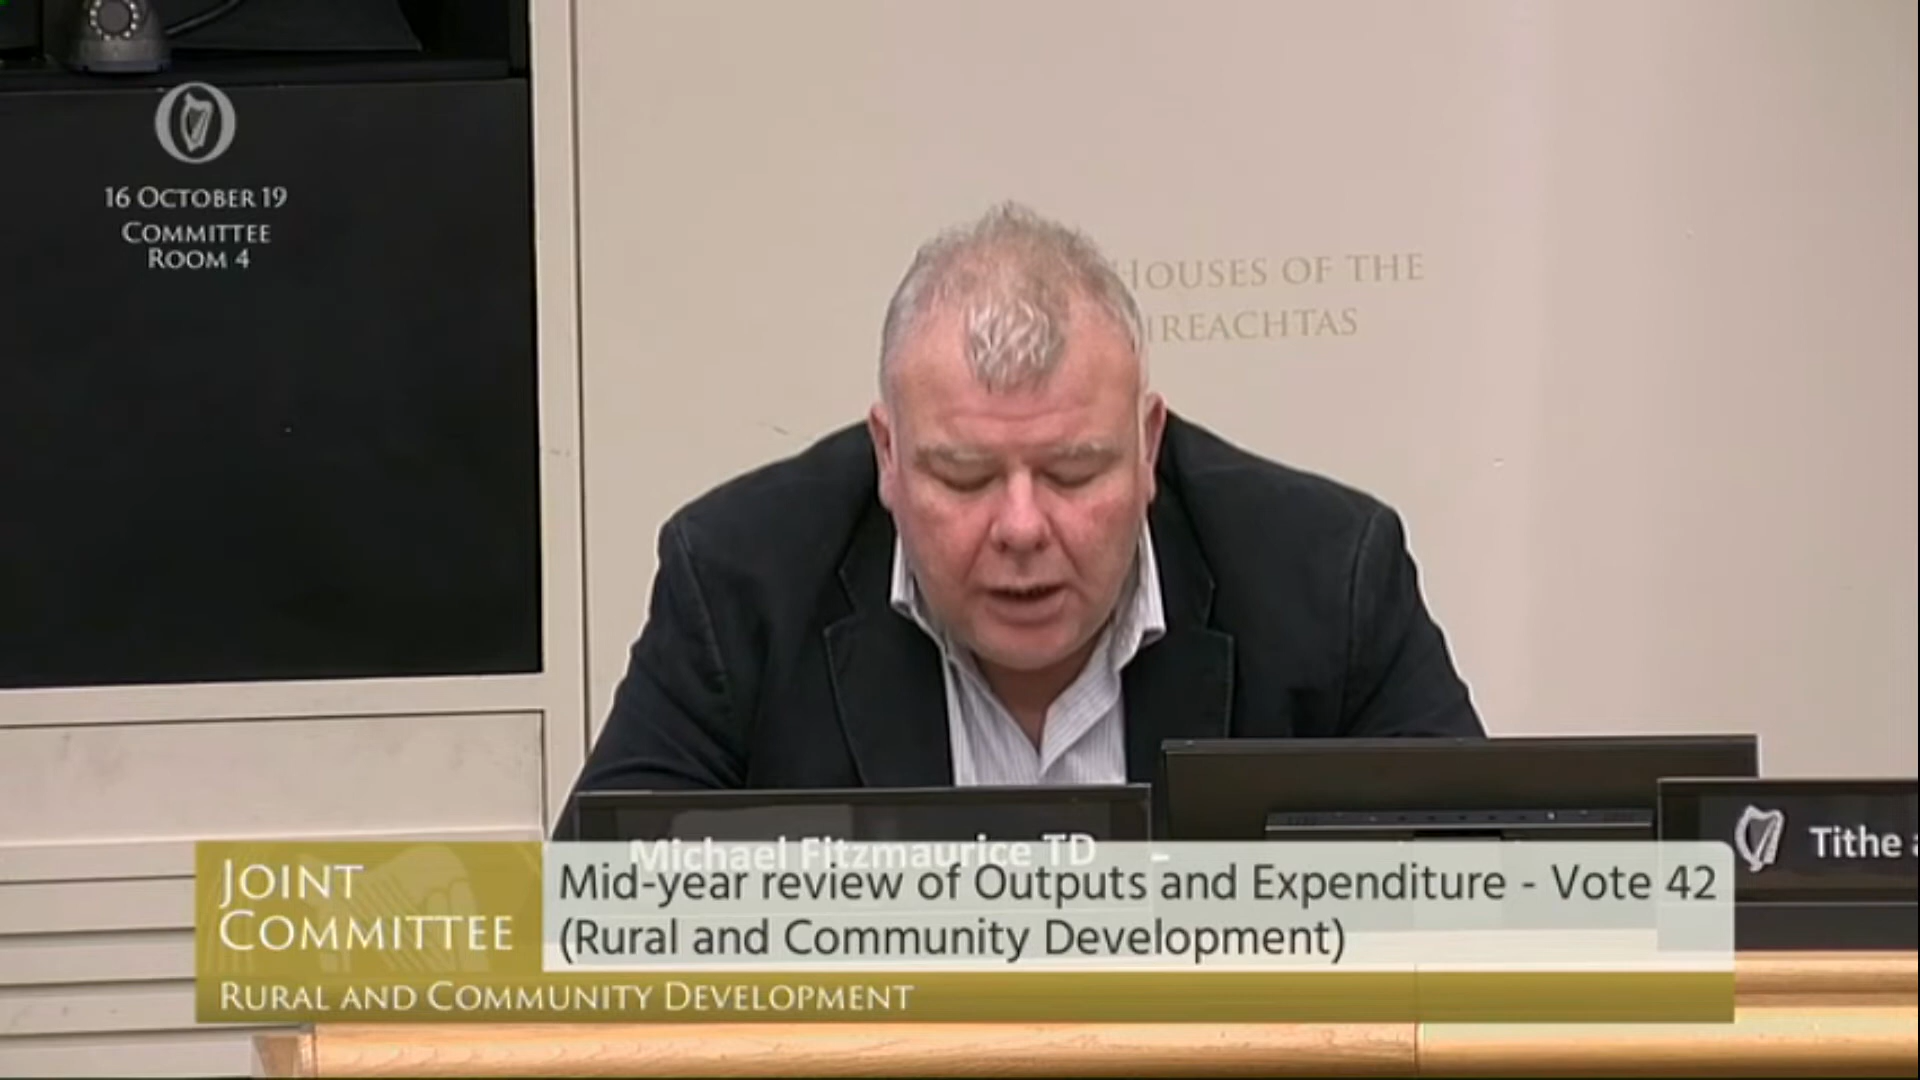 16 October 19
Committee
Room 4
Houses of the
ireachtas
Michael Fitzmaurice TD
Tithe
Joint
Committee
Mid-year review of Outputs and Expenditure - Vote 42
(Rural and Community Development)
Rural and Community Development